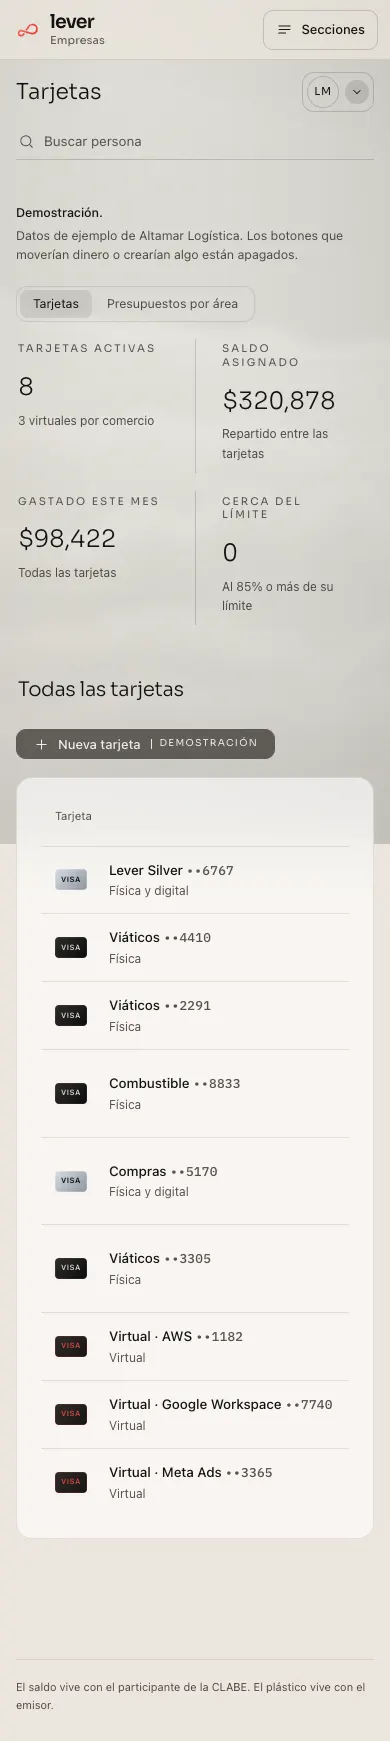 lever
Empresas
Secciones
Tarjetas
LM
Buscar persona
Demostración.
Datos de ejemplo de Altamar Logística. Los botones que
moverían dinero o crearían algo están apagados.
Tarjetas
Presupuestos por área
TARJETAS ACTIVAS
8
3 virtuales por comercio
SALDO
ASIGNADO
$320,878
Repartido entre las
tarjetas
GASTADO ESTE MES
$98,422
Todas las tarjetas
CERCA DEL
LÍMITE
0
Al 85% o más de su
límite
Todas las tarjetas
+ Nueva tarjeta | DEMOSTRACIÓN
Tarjeta
VISA
Lever Silver ••6767
Física y digital
VISA
Viáticos ••4410
Física
VISA
Viáticos ••2291
Física
VISA
Combustible ••8833
Física
VISA
Compras ••5170
Física y digital
VISA
Viáticos ••3305
Física
VISA
Virtual · AWS ••1182
Virtual
VISA
Virtual · Google Workspace ••7740
Virtual
VISA
Virtual · Meta Ads ••3365
Virtual
El saldo vive con el participante de la CLABE. El plástico vive con el
emisor.